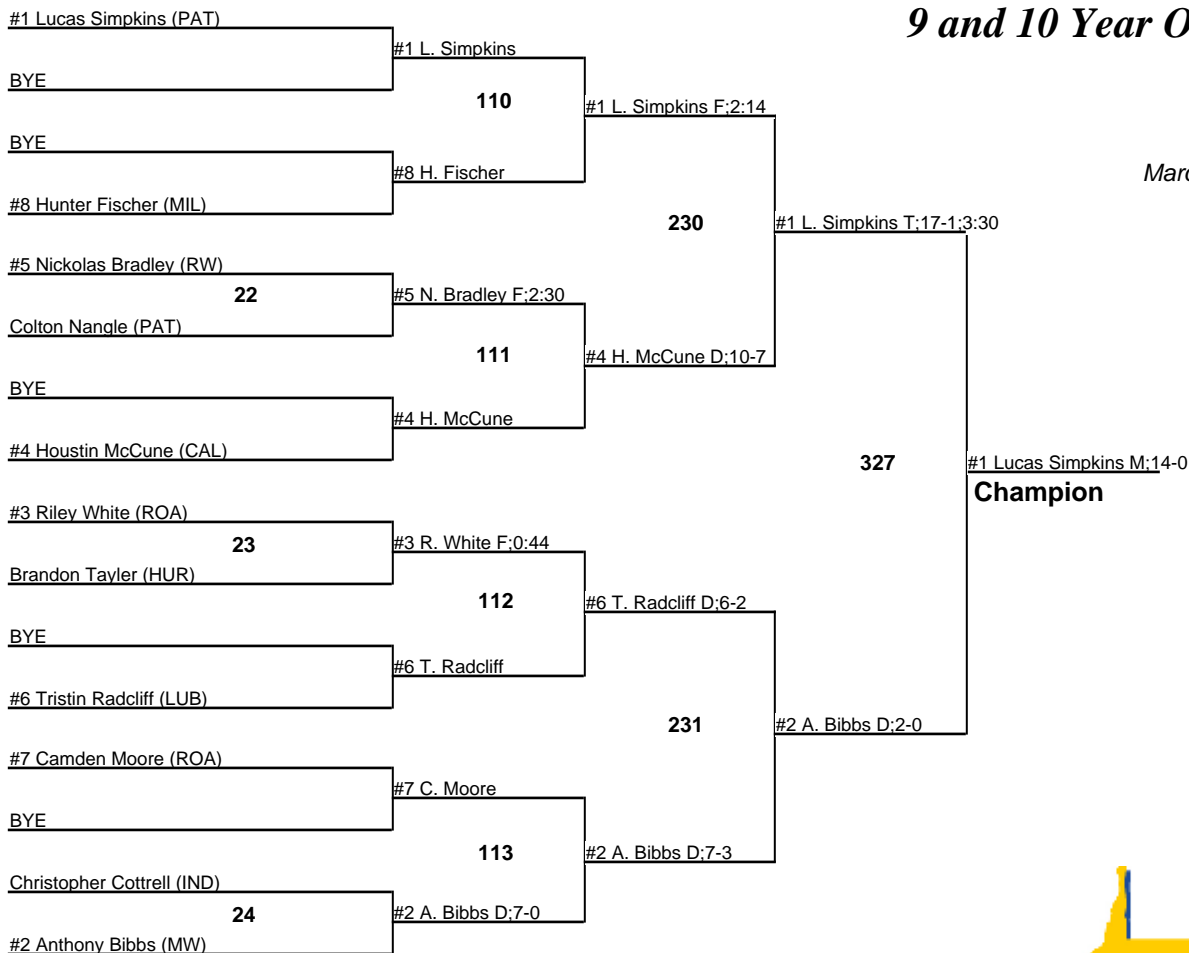 9 and 10 Year O
Marc
#1 Lucas Simpkins (PAT)
#1 L. Simpkins
BYE
110
#1 L. Simpkins F;2:14
BYE
#8 H. Fischer
#8 Hunter Fischer (MIL)
230
#1 L. Simpkins T;17-1;3:30
#5 Nickolas Bradley (RW)
22
#5 N. Bradley F;2:30
Colton Nangle (PAT)
111
#4 H. McCune D;10-7
BYE
#4 H. McCune
#4 Houstin McCune (CAL)
327
#1 Lucas Simpkins M;14-0
Champion
#3 Riley White (ROA)
23
#3 R. White F;0:44
Brandon Tayler (HUR)
112
#6 T. Radcliff D;6-2
BYE
#6 T. Radcliff
#6 Tristin Radcliff (LUB)
231
#2 A. Bibbs D;2-0
#7 Camden Moore (ROA)
#7 C. Moore
BYE
113
#2 A. Bibbs D;7-3
Christopher Cottrell (IND)
24
#2 A. Bibbs D;7-0
#2 Anthony Bibbs (MW)